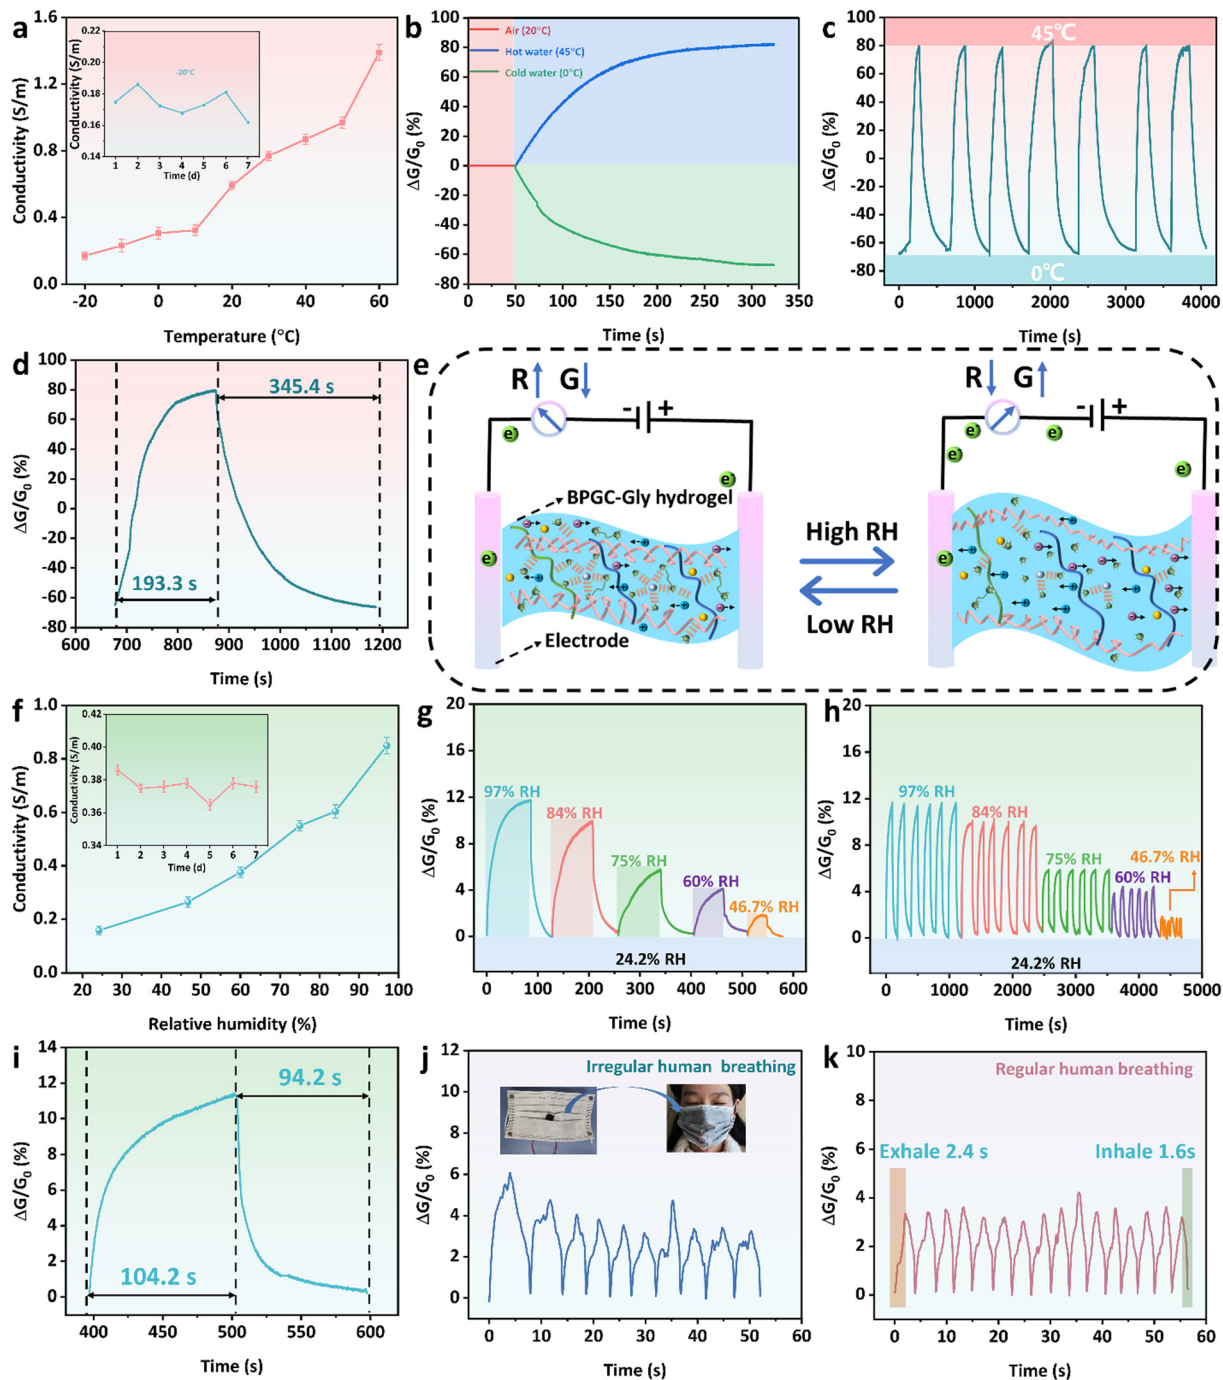 a
Conductivity (S/m)
1.6
1.2
0.8
0.4
0.0
-20
0
20
40
60
Temperature (°C)
Conductivity (S/m)
0.22
0.20
0.18
0.16
0.14
-20°C
1 2 3 4 5 6 7
Time (d)
b
ΔG/G₀ (%)
100
80
60
40
20
0
-20
-40
-60
-80
Air (20°C)
Hot water (45°C)
Cold water (0°C)
0 50 100 150 200 250 300 350
Time (s)
c
ΔG/G₀ (%)
80
60
40
20
0
-20
-40
-60
-80
45℃
0℃
0 1000 2000 3000 4000
Time (s)
d
ΔG/G₀ (%)
100
80
60
40
20
0
-20
-40
-60
-80
345.4 s
193.3 s
600 700 800 900 1000 1100 1200
Time (s)
e
R G
- +
e
e
e
BPGC-Gly hydrogel
Electrode
High RH
Low RH
R G
- +
e
e
e
e
e
f
Conductivity (S/m)
1.0
0.8
0.6
0.4
0.2
0.0
Conductivity (S/m)
0.42
0.40
0.38
0.36
0.34
1 2 3 4 5 6 7
Time (d)
20 30 40 50 60 70 80 90 100
Relative humidity (%)
g
ΔG/G₀ (%)
20
16
12
8
4
0
97% RH
84% RH
75% RH
60% RH
46.7% RH
24.2% RH
0 100 200 300 400 500 600
Time (s)
h
ΔG/G₀ (%)
20
16
12
8
4
0
97% RH
84% RH
75% RH
46.7% RH
60% RH
24.2% RH
0 1000 2000 3000 4000 5000
Time (s)
i
ΔG/G₀ (%)
14
12
10
8
6
4
2
0
94.2 s
104.2 s
400 450 500 550 600
Time (s)
j
ΔG/G₀ (%)
12
10
8
6
4
2
0
Irregular human breathing
0 10 20 30 40 50 60
Time (s)
k
ΔG/G₀ (%)
10
8
6
4
2
0
Regular human breathing
Exhale 2.4 s
Inhale 1.6s
0 10 20 30 40 50 60
Time (s)